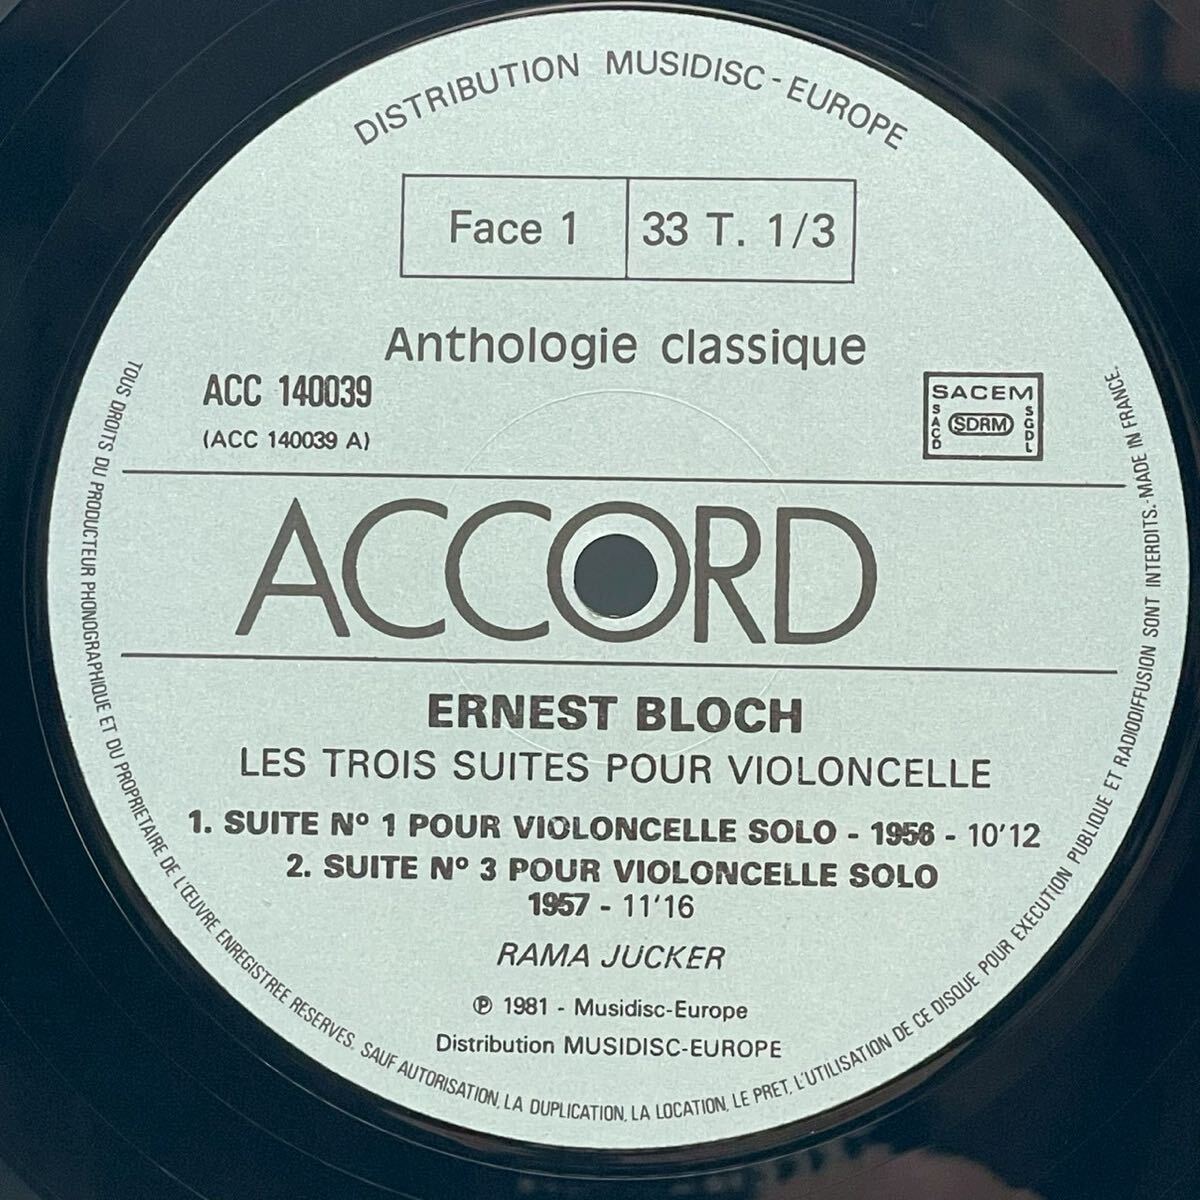 DISTRIBUTION MUSIDISC - EUROPE
Face 1
33 T. 1/3
Anthologie classique
ACC 140039
(ACC 140039 A)
SACEM
SACD
SDRM
SGDL
ACCORD
ERNEST BLOCH
LES TROIS SUITES POUR VIOLONCELLE
1. SUITE Nº 1 POUR VIOLONCELLE SOLO - 1956 - 10'12
2. SUITE Nº 3 POUR VIOLONCELLE SOLO
1957 - 11'16
RAMA JUCKER
℗ 1981 - Musidisc-Europe
Distribution MUSIDISC-EUROPE
TOUS DROITS DU PRODUCTEUR PHONOGRAPHIQUE ET DU PROPRIETAIRE DE L'ŒUVRE ENREGISTREE RESERVES. SAUF AUTORISATION, LA DUPLICATION, LA LOCATION, LE PRET, L'UTILISATION DE CE DISQUE POUR EXECUTION PUBLIQUE ET RADIODIFFUSION SONT INTERDITS. - MADE IN FRANCE.